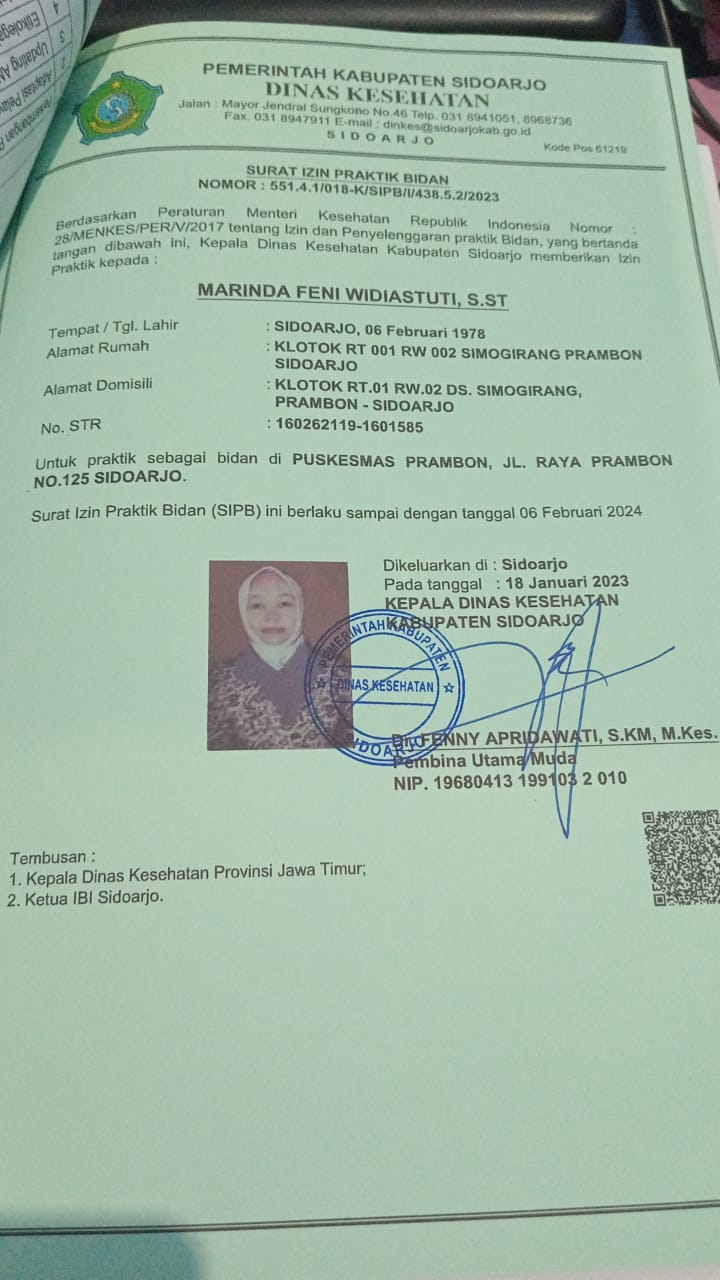 4
Etikolegal
3
Updating
2
Adaptasi
PEMERINTAH KABUPATEN SIDOARJO
DINAS KESEHATAN
Jalan : Mayor Jendral Sungkono No.46 Telp. 031 8941051, 8968736
Fax. 031 8947911 E-mail : dinkes@sidoarjokab.go.id
S I D O A R J O
Kode Pos 61219
SURAT IZIN PRAKTIK BIDAN
NOMOR : 551.4.1/018-K/SIPB/I/438.5.2/2023
Berdasarkan Peraturan Menteri Kesehatan Republik Indonesia Nomor :
28/MENKES/PER/V/2017 tentang Izin dan Penyelenggaran praktik Bidan, yang bertanda
tangan dibawah ini, Kepala Dinas Kesehatan Kabupaten Sidoarjo memberikan Izin
Praktik kepada :
MARINDA FENI WIDIASTUTI, S.ST
Tempat / Tgl. Lahir : SIDOARJO, 06 Februari 1978
Alamat Rumah : KLOTOK RT 001 RW 002 SIMOGIRANG PRAMBON
SIDOARJO
Alamat Domisili : KLOTOK RT.01 RW.02 DS. SIMOGIRANG,
PRAMBON - SIDOARJO
No. STR : 160262119-1601585
Untuk praktik sebagai bidan di PUSKESMAS PRAMBON, JL. RAYA PRAMBON
NO.125 SIDOARJO.
Surat Izin Praktik Bidan (SIPB) ini berlaku sampai dengan tanggal 06 Februari 2024
Dikeluarkan di : Sidoarjo
Pada tanggal : 18 Januari 2023
KEPALA DINAS KESEHATAN
KABUPATEN SIDOARJO
PEMERINTAH KABUPATEN
DINAS KESEHATAN
SIDOARJO
Dr. FENNY APRIDAWATI, S.KM, M.Kes.
Pembina Utama Muda
NIP. 19680413 199103 2 010
Tembusan :
1. Kepala Dinas Kesehatan Provinsi Jawa Timur;
2. Ketua IBI Sidoarjo.